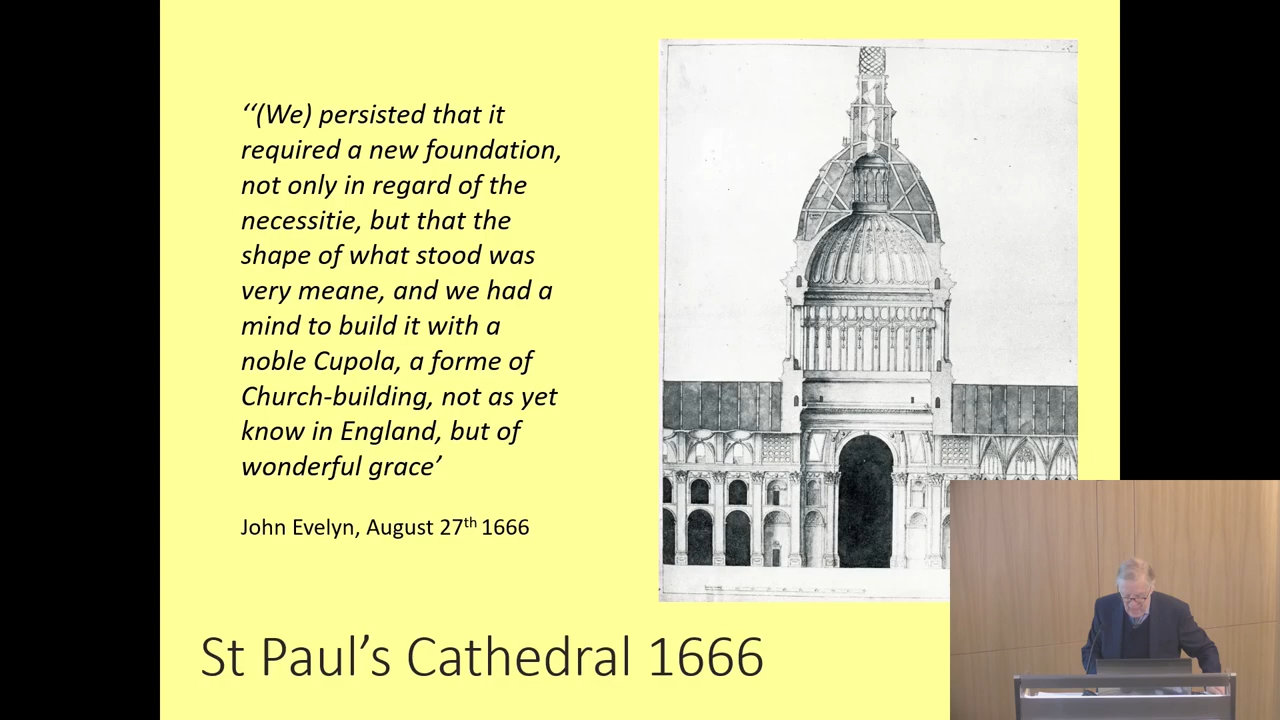 ‘‘(We) persisted that it
required a new foundation,
not only in regard of the
necessitie, but that the
shape of what stood was
very meane, and we had a
mind to build it with a
noble Cupola, a forme of
Church-building, not as yet
know in England, but of
wonderful grace’
John Evelyn, August 27th 1666
St Paul’s Cathedral 1666